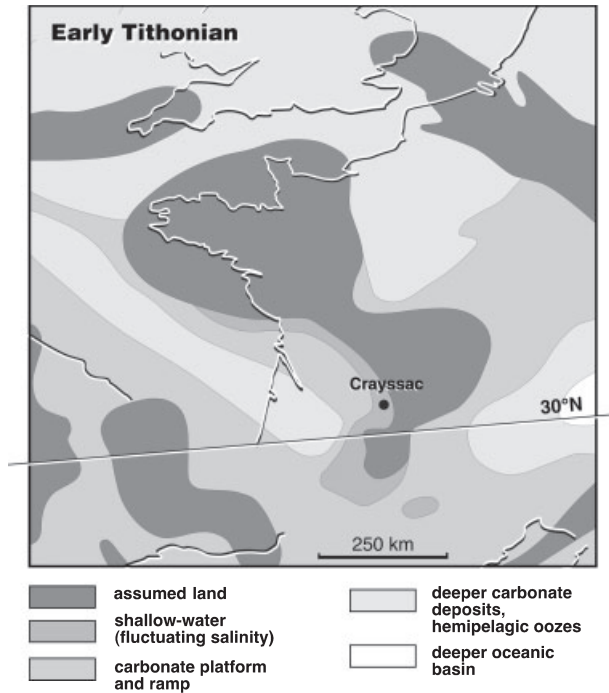 Early Tithonian
Crayssac
30°N
250 km
assumed land
shallow-water
(fluctuating salinity)
carbonate platform
and ramp
deeper carbonate
deposits,
hemipelagic oozes
deeper oceanic
basin